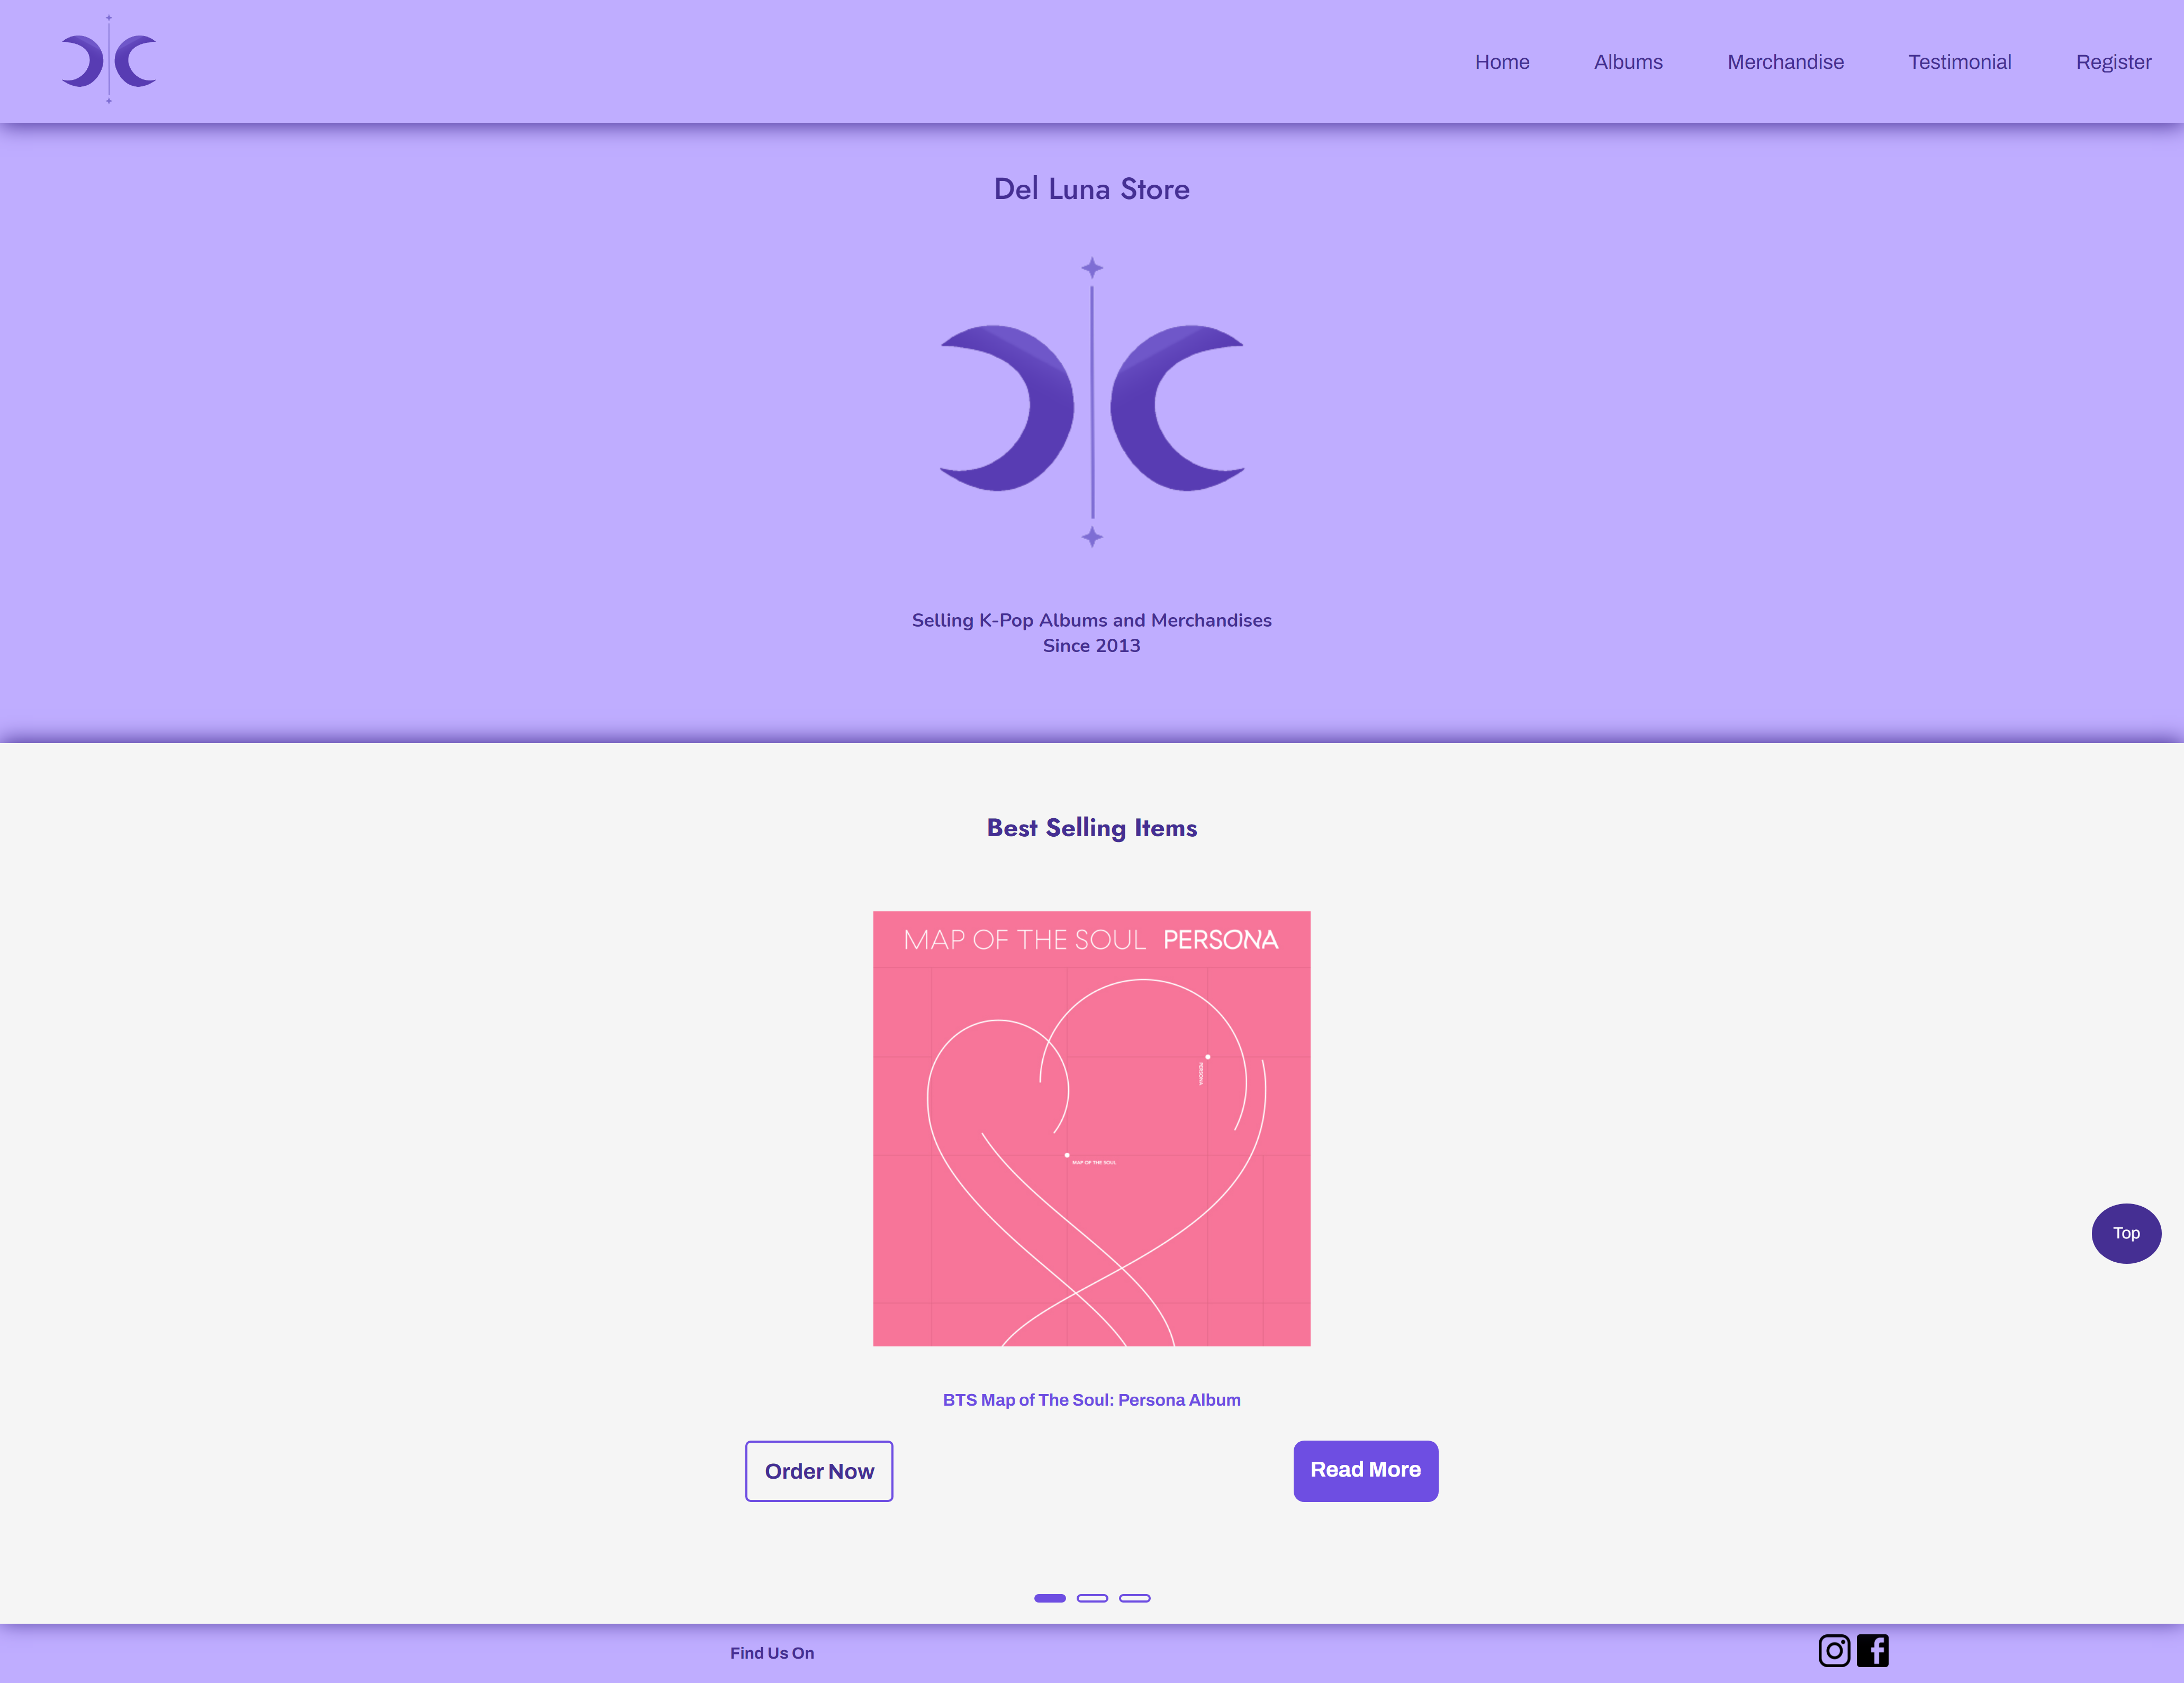 Home Albums Merchandise Testimonial Register
Del Luna Store
Selling K-Pop Albums and Merchandises
Since 2013
Best Selling Items
MAP OF THE SOUL PERSONA
PERSONA
MAP OF THE SOUL
Top
BTS Map of The Soul: Persona Album
Order Now
Read More
Find Us On